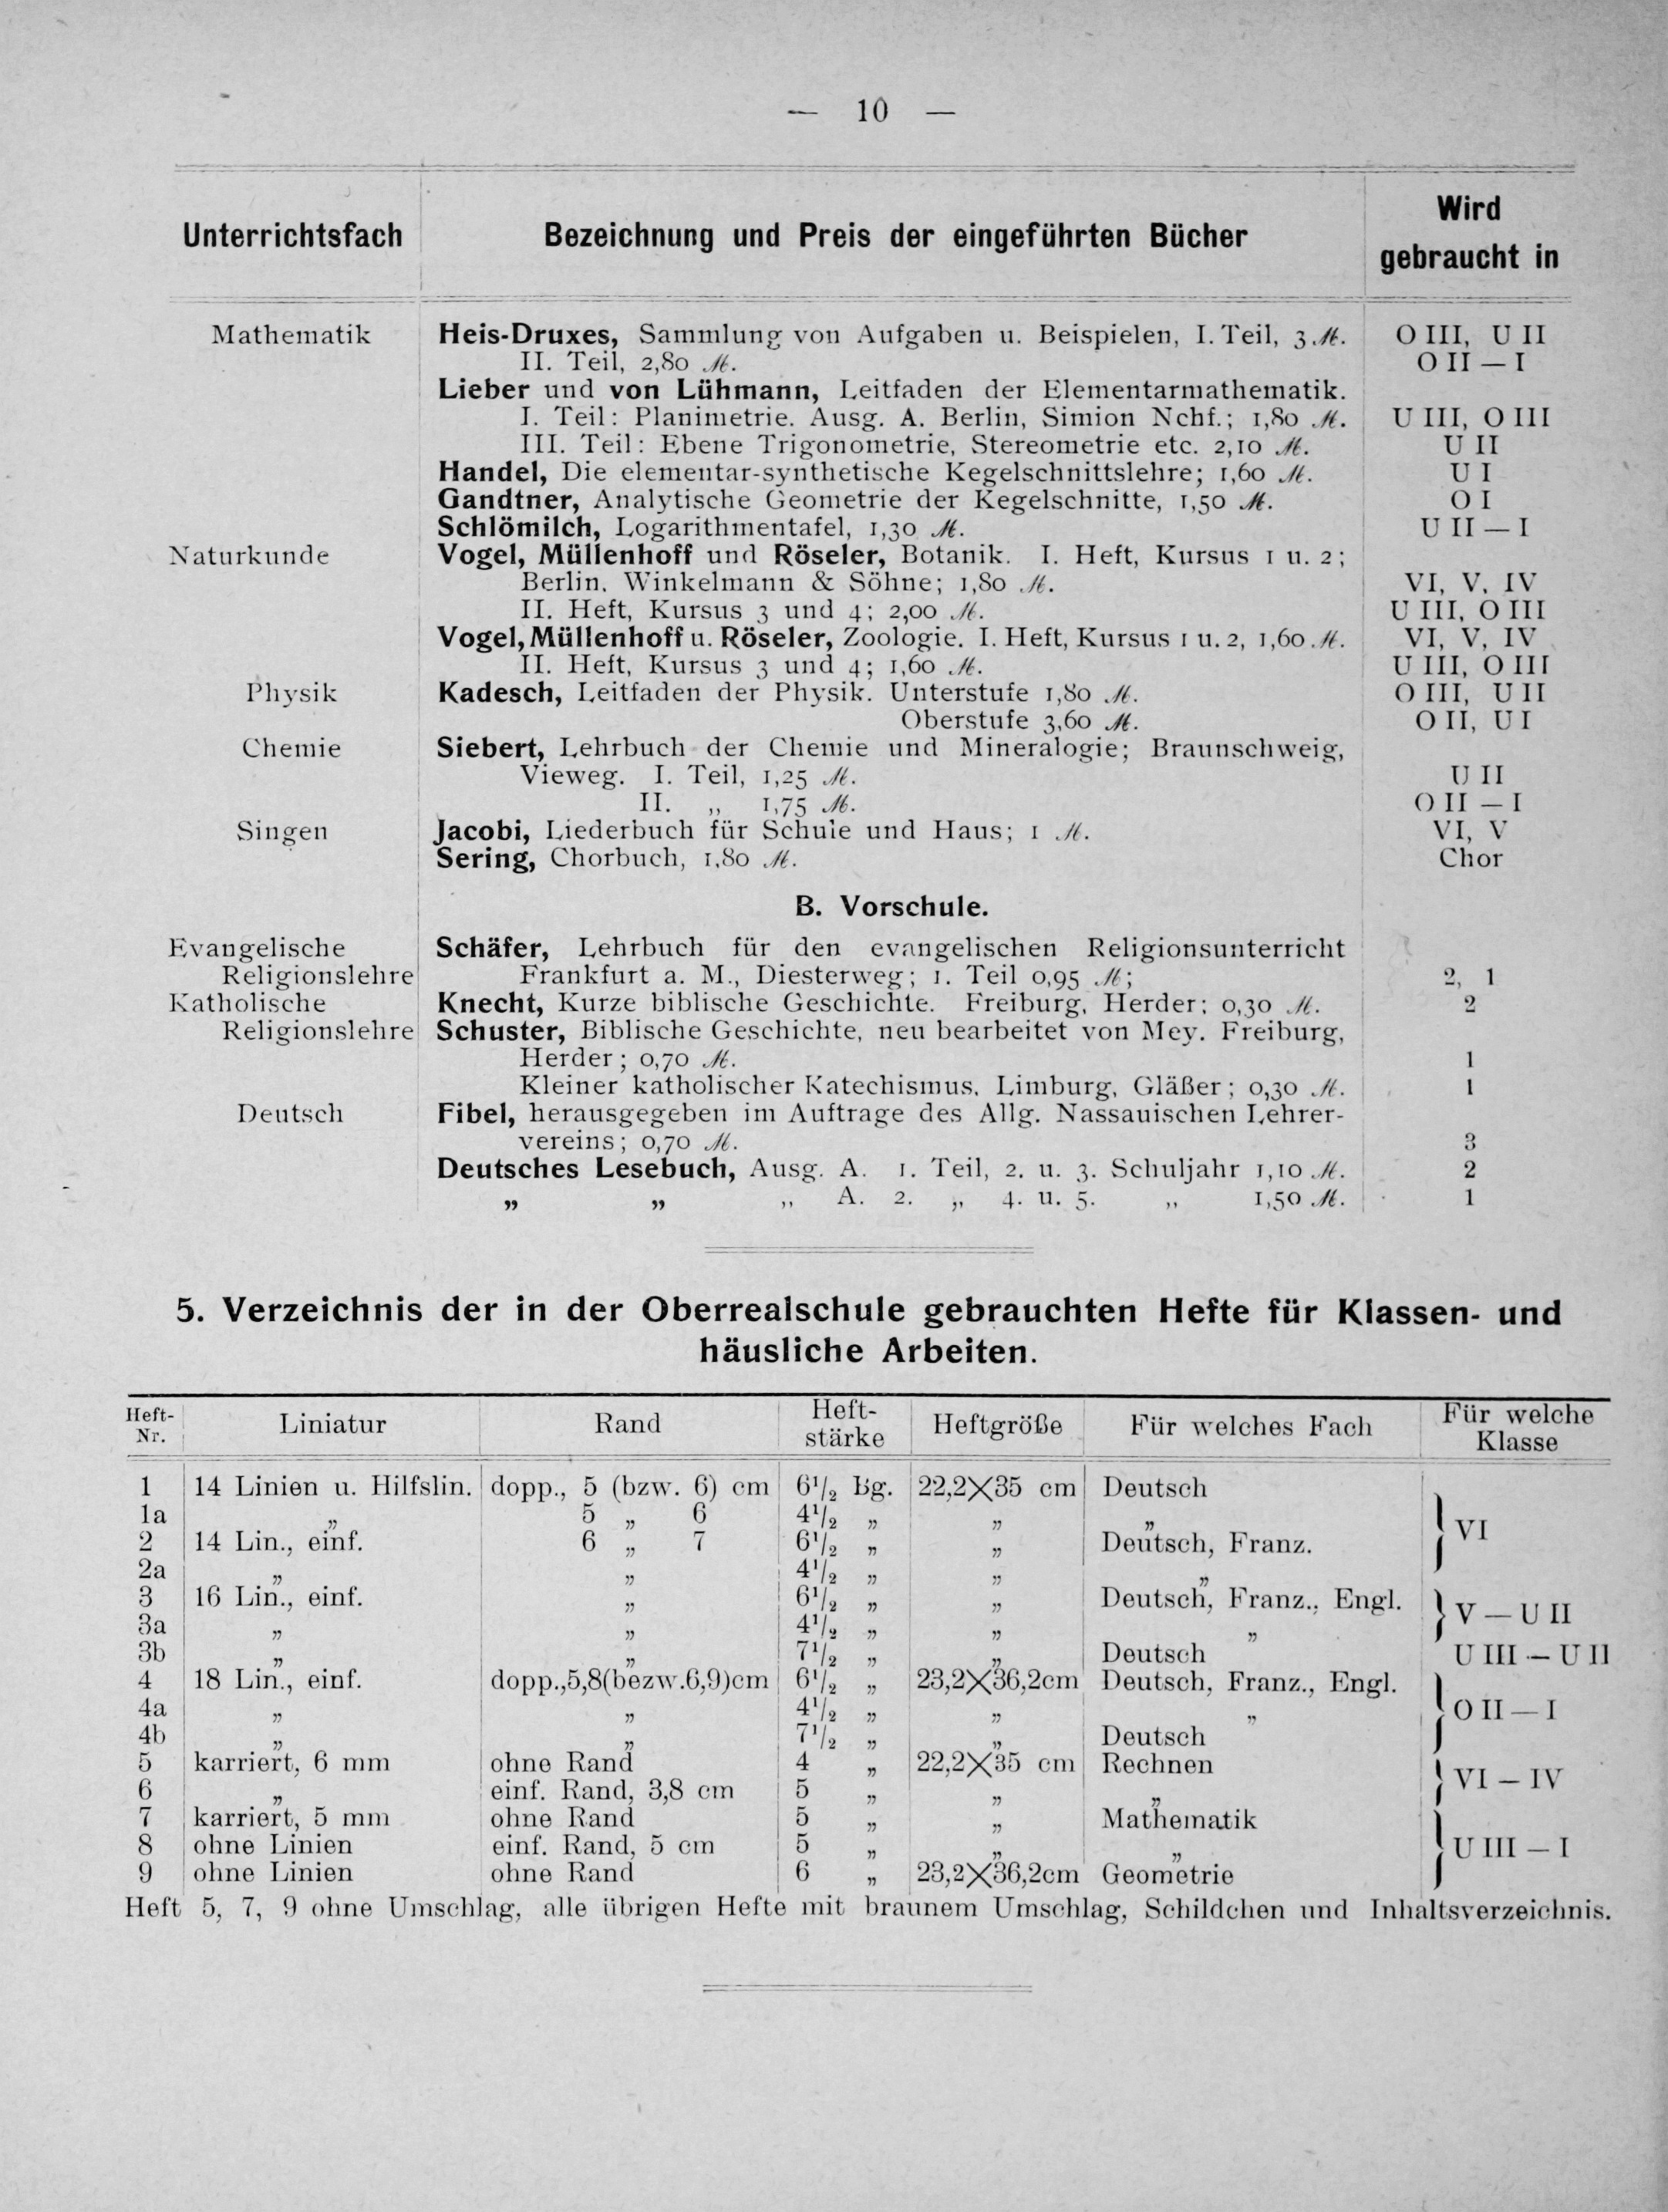 — 10 —
Unterrichtsfach Bezeichnung und Preis der eingeführten Bücher Wird gebraucht in
Mathematik Heis-Druxes, Sammlung von Aufgaben u. Beispielen, I. Teil, 3 ℳ. O III, U II
II. Teil, 2,80 ℳ. O II — I
Lieber und von Lühmann, Leitfaden der Elementarmathematik.
I. Teil: Planimetrie. Ausg. A. Berlin, Simion Nchf.; 1,80 ℳ. U III, O III
III. Teil: Ebene Trigonometrie, Stereometrie etc. 2,10 ℳ. U II
Handel, Die elementar-synthetische Kegelschnittslehre; 1,60 ℳ. U I
Gandtner, Analytische Geometrie der Kegelschnitte, 1,50 ℳ. O I
Schlömilch, Logarithmentafel, 1,30 ℳ. U II — I
Naturkunde Vogel, Müllenhoff und Röseler, Botanik. I. Heft, Kursus 1 u. 2;
Berlin, Winkelmann & Söhne; 1,80 ℳ. VI, V, IV
II. Heft, Kursus 3 und 4; 2,00 ℳ. U III, O III
Vogel, Müllenhoff u. Röseler, Zoologie. I. Heft, Kursus 1 u. 2, 1,60 ℳ. VI, V, IV
II. Heft, Kursus 3 und 4; 1,60 ℳ. U III, O III
Physik Kadesch, Leitfaden der Physik. Unterstufe 1,80 ℳ. O III, U II
Oberstufe 3,60 ℳ. O II, U I
Chemie Siebert, Lehrbuch der Chemie und Mineralogie; Braunschweig,
Vieweg. I. Teil, 1,25 ℳ. U II
II. „ 1,75 ℳ. O II — I
Singen Jacobi, Liederbuch für Schule und Haus; 1 ℳ. VI, V
Sering, Chorbuch, 1,80 ℳ. Chor
B. Vorschule.
Evangelische Schäfer, Lehrbuch für den evangelischen Religionsunterricht
Religionslehre Frankfurt a. M., Diesterweg; 1. Teil 0,95 ℳ; 2, 1
Katholische Knecht, Kurze biblische Geschichte. Freiburg, Herder; 0,30 ℳ. 2
Religionslehre Schuster, Biblische Geschichte, neu bearbeitet von Mey. Freiburg,
Herder; 0,70 ℳ. 1
Kleiner katholischer Katechismus, Limburg, Gläßer; 0,30 ℳ. 1
Deutsch Fibel, herausgegeben im Auftrage des Allg. Nassauischen Lehrer-
vereins; 0,70 ℳ. 3
Deutsches Lesebuch, Ausg. A. 1. Teil, 2. u. 3. Schuljahr 1,10 ℳ. 2
„ „ „ A. 2. „ 4. u. 5. „ 1,50 ℳ. 1
5. Verzeichnis der in der Oberrealschule gebrauchten Hefte für Klassen- und
häusliche Arbeiten.
Heft-Nr. Liniatur Rand Heft-stärke Heftgröße Für welches Fach Für welche Klasse
1 14 Linien u. Hilfslin. dopp., 5 (bzw. 6) cm 6½ Bg. 22,2×35 cm Deutsch
1a „ 5 „ 6 4½ „ „ „
VI
2 14 Lin., einf. 6 „ 7 6½ „ „ Deutsch, Franz.
2a „ „ 4½ „ „ „
3 16 Lin., einf. „ 6½ „ „ Deutsch, Franz., Engl.
V — U II
3a „ „ 4½ „ „ „
3b „ „ 7½ „ „ Deutsch U III — U II
4 18 Lin., einf. dopp., 5,8 (bezw. 6,9) cm 6½ „ 23,2×36,2cm Deutsch, Franz., Engl.
4a „ „ 4½ „ „ „ O II — I
4b „ „ 7½ „ „ Deutsch
5 karriert, 6 mm ohne Rand 4 „ 22,2×35 cm Rechnen
VI — IV
6 „ einf. Rand, 3,8 cm 5 „ „ „
7 karriert, 5 mm ohne Rand 5 „ „ Mathematik
8 ohne Linien einf. Rand, 5 cm 5 „ „ „ U III — I
9 ohne Linien ohne Rand 6 „ 23,2×36,2cm Geometrie
Heft 5, 7, 9 ohne Umschlag, alle übrigen Hefte mit braunem Umschlag, Schildchen und Inhaltsverzeichnis.